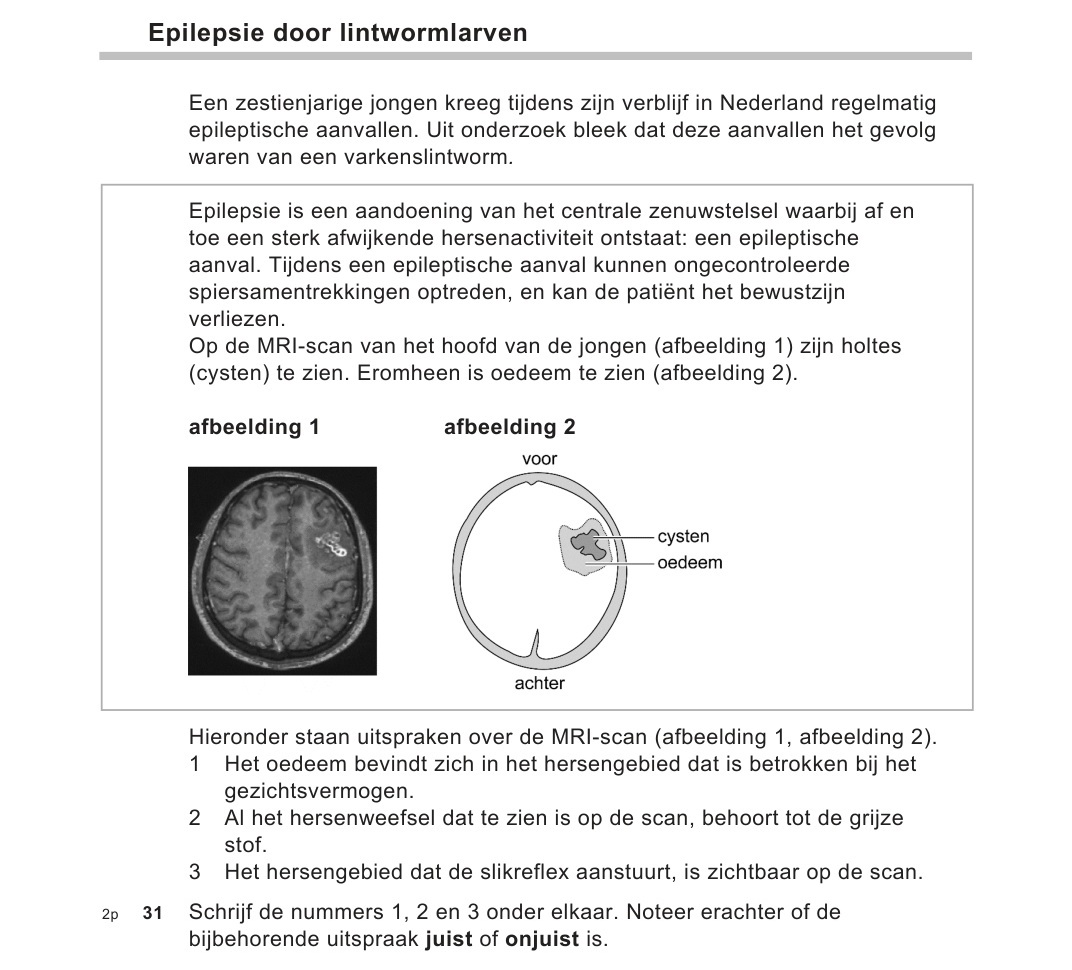 Epilepsie door lintwormlarven
Een zestienjarige jongen kreeg tijdens zijn verblijf in Nederland regelmatig
epileptische aanvallen. Uit onderzoek bleek dat deze aanvallen het gevolg
waren van een varkenslintworm.
Epilepsie is een aandoening van het centrale zenuwstelsel waarbij af en
toe een sterk afwijkende hersenactiviteit ontstaat: een epileptische
aanval. Tijdens een epileptische aanval kunnen ongecontroleerde
spiersamentrekkingen optreden, en kan de patiënt het bewustzijn
verliezen.
Op de MRI-scan van het hoofd van de jongen (afbeelding 1) zijn holtes
(cysten) te zien. Eromheen is oedeem te zien (afbeelding 2).
afbeelding 1 afbeelding 2
voor
cysten
oedeem
achter
Hieronder staan uitspraken over de MRI-scan (afbeelding 1, afbeelding 2).
1 Het oedeem bevindt zich in het hersengebied dat is betrokken bij het
gezichtsvermogen.
2 Al het hersenweefsel dat te zien is op de scan, behoort tot de grijze
stof.
3 Het hersengebied dat de slikreflex aanstuurt, is zichtbaar op de scan.
2p 31 Schrijf de nummers 1, 2 en 3 onder elkaar. Noteer erachter of de
bijbehorende uitspraak juist of onjuist is.